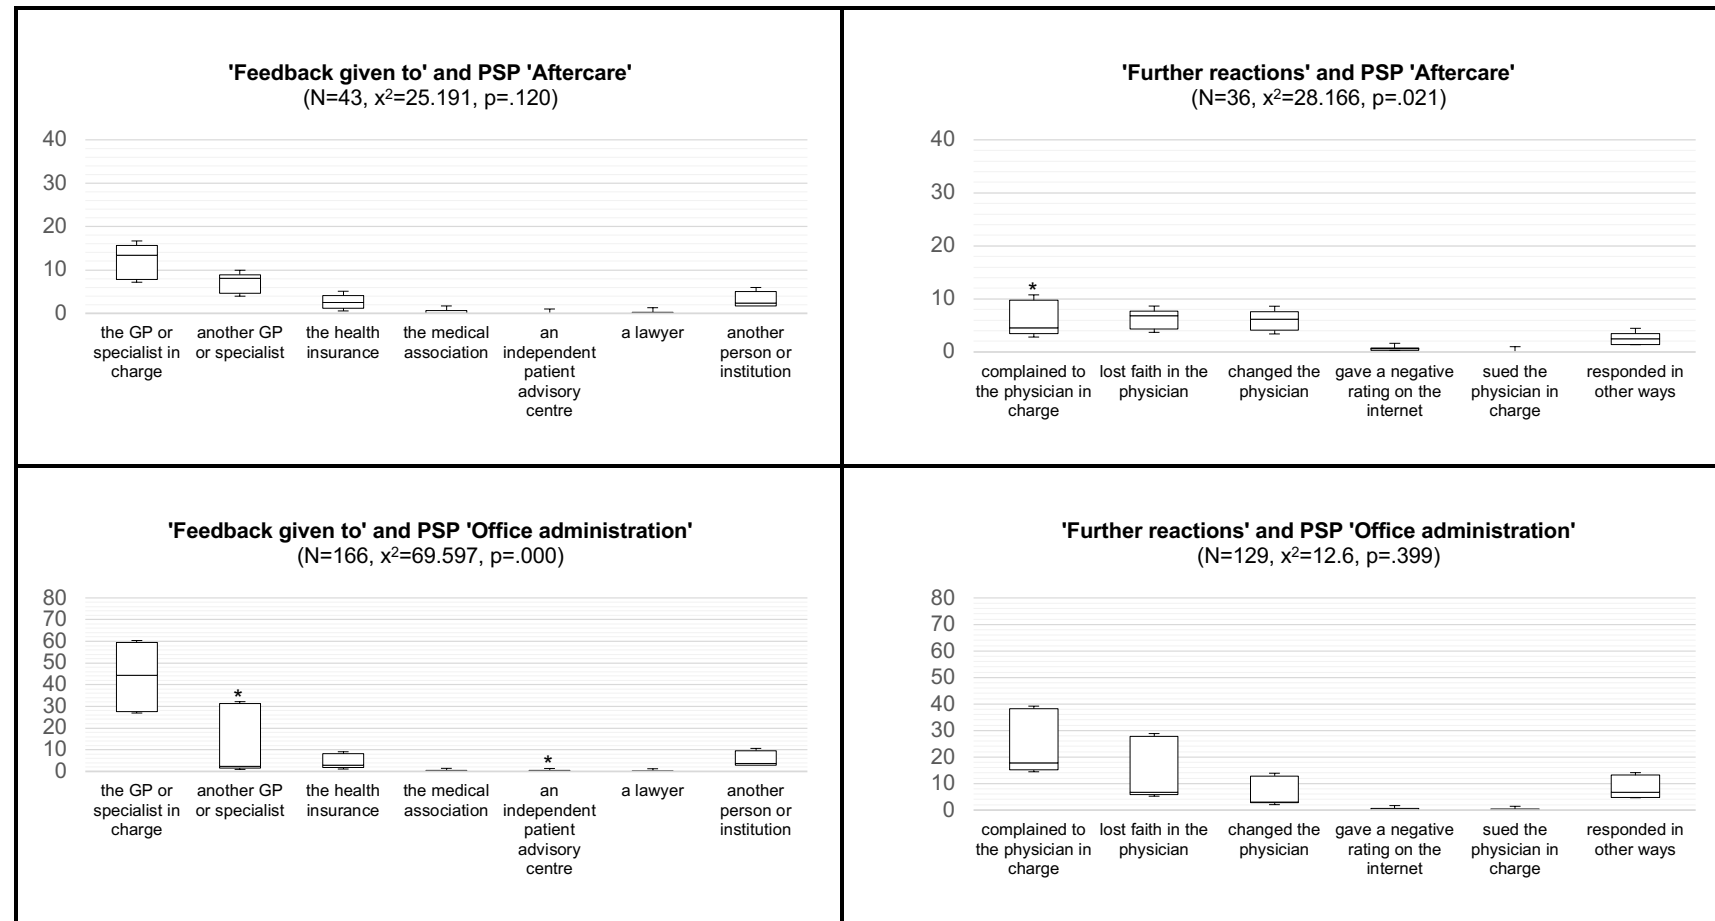 'Feedback given to' and PSP 'Aftercare'
(N=43, x²=25.191, p=.120)
40
30
20
10
0
the GP or
specialist in
charge
another GP
or specialist
the health
insurance
the medical
association
an
independent
patient
advisory
centre
a lawyer
another
person or
institution
'Further reactions' and PSP 'Aftercare'
(N=36, x²=28.166, p=.021)
40
30
20
10
0
*
complained to
the physician in
charge
lost faith in the
physician
changed the
physician
gave a negative
rating on the
internet
sued the
physician in
charge
responded in
other ways
'Feedback given to' and PSP 'Office administration'
(N=166, x²=69.597, p=.000)
80
70
60
50
40
30
20
10
0
*
*
the GP or
specialist in
charge
another GP
or specialist
the health
insurance
the medical
association
an
independent
patient
advisory
centre
a lawyer
another
person or
institution
'Further reactions' and PSP 'Office administration'
(N=129, x²=12.6, p=.399)
80
70
60
50
40
30
20
10
0
complained to
the physician in
charge
lost faith in the
physician
changed the
physician
gave a negative
rating on the
internet
sued the
physician in
charge
responded in
other ways